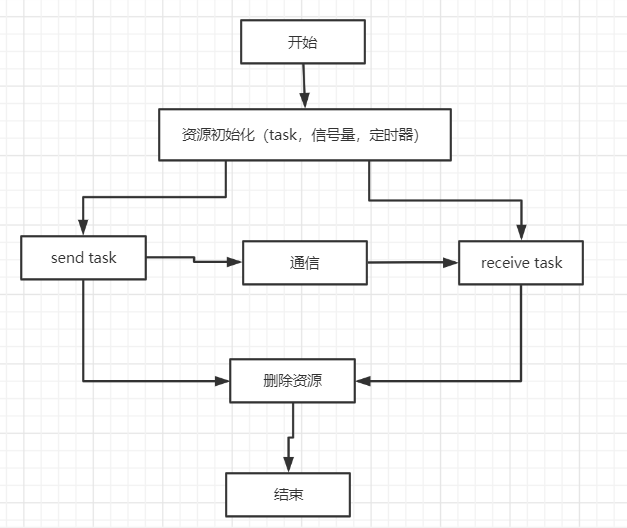 开始
资源初始化（task，信号量，定时器）
send task
通信
receive task
删除资源
结束